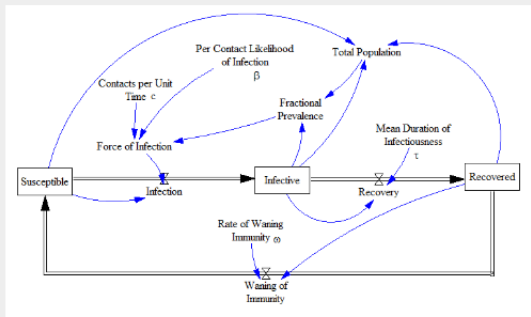 Per Contact Likelihood
of Infection
β
Total Population
Contacts per Unit
Time c
Fractional
Prevalence
Mean Duration of
Infectiousness
τ
Force of Infection
Susceptible
Infection
Infective
Recovery
Recovered
Rate of Waning
Immunity ω
Waning of
Immunity